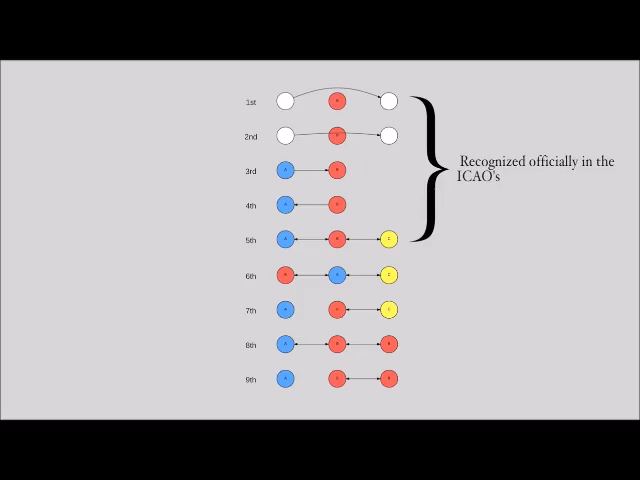 1st
2nd
Recognized officially in the
ICAO's
3rd
4th
5th
6th
7th
8th
9th